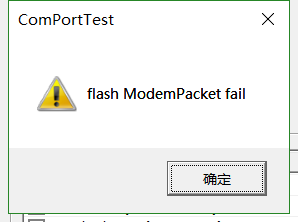 ComPortTest
flash ModemPacket fail
确定